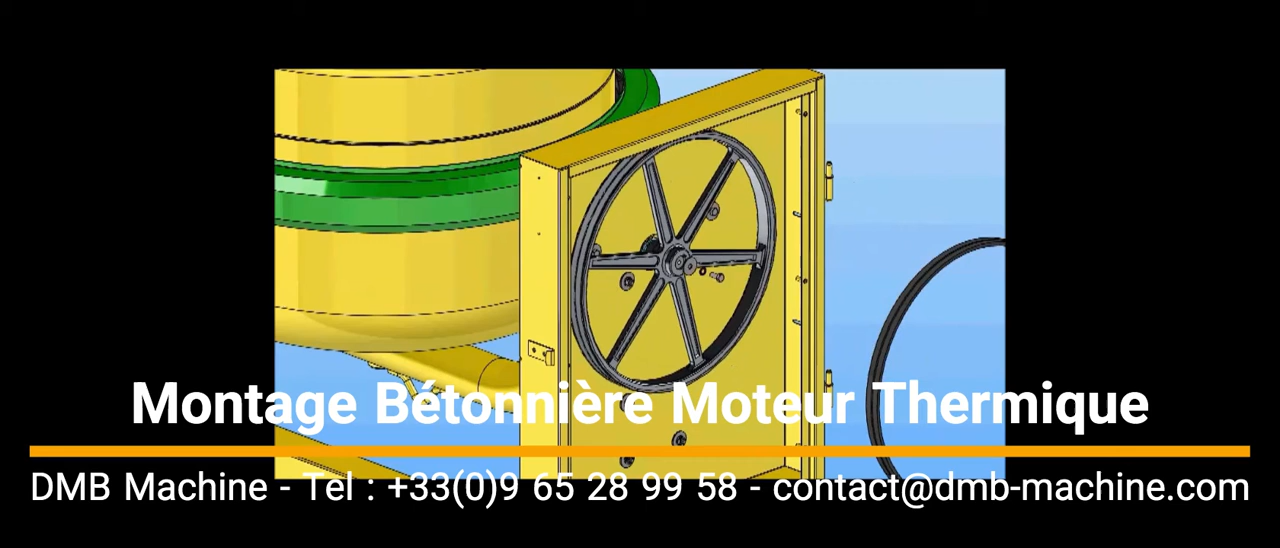 Montage Bétonnière Moteur Thermique
DMB Machine - Tel : +33(0)9 65 28 99 58 - contact@dmb-machine.com